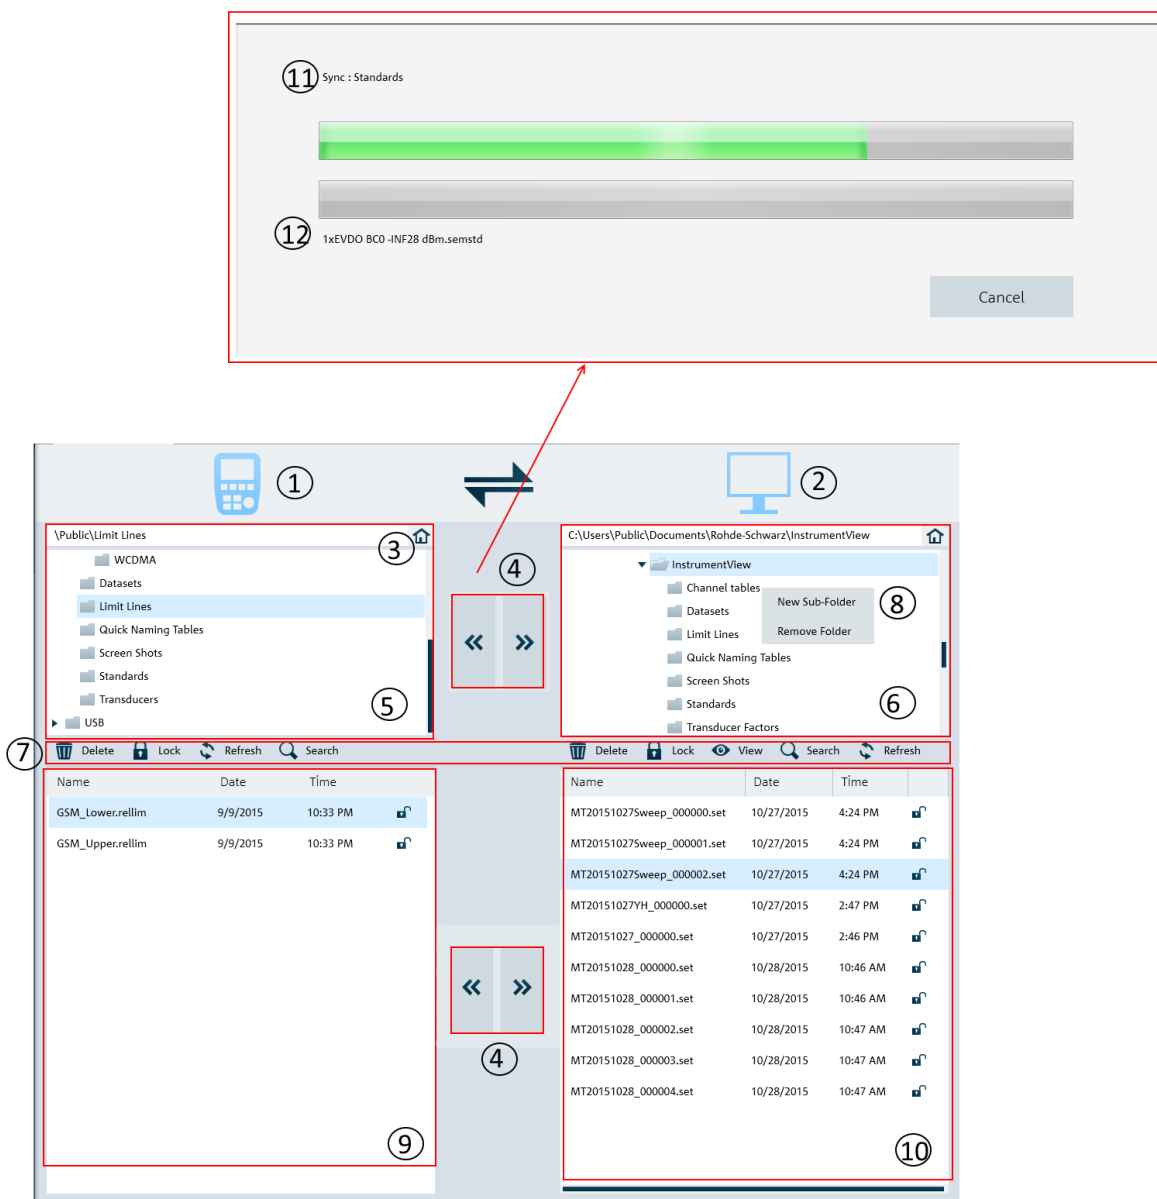 11 Sync : Standards
12 1xEVDO BC0 -INF28 dBm.semstd
Cancel
1
2
\Public\Limit Lines
3
WCDMA
Datasets
Limit Lines
Quick Naming Tables
Screen Shots
Standards
Transducers
USB
5
4
C:\Users\Public\Documents\Rohde-Schwarz\InstrumentView
InstrumentView
Channel tables
Datasets
Limit Lines
Quick Naming Tables
Screen Shots
Standards
Transducer Factors
New Sub-Folder
Remove Folder
8
6
7 Delete Lock Refresh Search
Delete Lock View Search Refresh
Name Date Time
GSM_Lower.rellim 9/9/2015 10:33 PM
GSM_Upper.rellim 9/9/2015 10:33 PM
9
4
Name Date Time
MT20151027Sweep_000000.set 10/27/2015 4:24 PM
MT20151027Sweep_000001.set 10/27/2015 4:24 PM
MT20151027Sweep_000002.set 10/27/2015 4:24 PM
MT20151027YH_000000.set 10/27/2015 2:47 PM
MT20151027_000000.set 10/27/2015 2:46 PM
MT20151028_000000.set 10/28/2015 10:46 AM
MT20151028_000001.set 10/28/2015 10:46 AM
MT20151028_000002.set 10/28/2015 10:47 AM
MT20151028_000003.set 10/28/2015 10:47 AM
MT20151028_000004.set 10/28/2015 10:47 AM
10